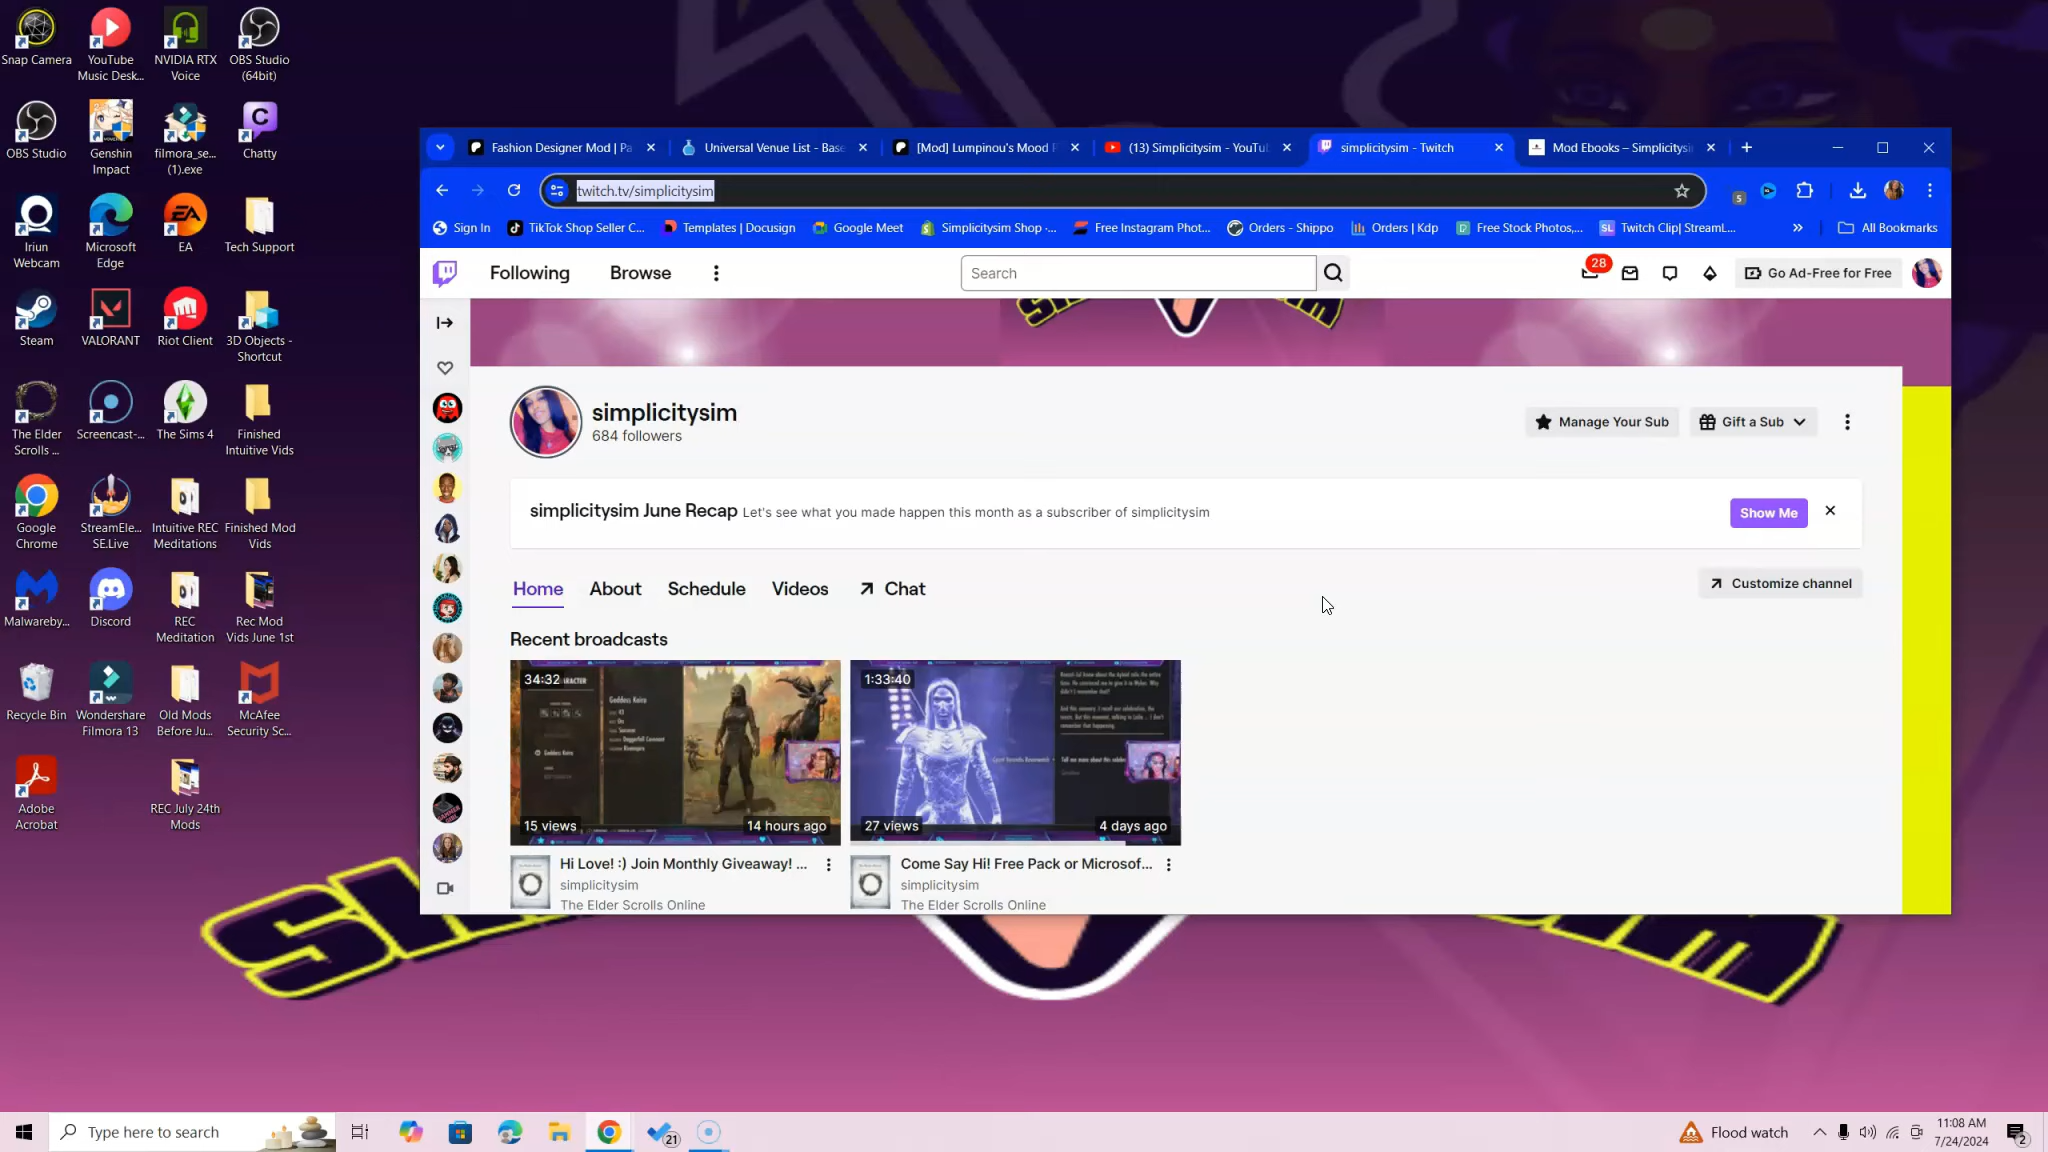 Snap Camera
YouTube
Music Desk...
NVIDIA RTX
Voice
OBS Studio
(64bit)
OBS Studio
Genshin
Impact
filmora_se...
(1).exe
Chatty
Iriun
Webcam
Microsoft
Edge
EA
Tech Support
Steam
VALORANT
Riot Client
3D Objects -
Shortcut
The Elder
Scrolls ...
Screencast-...
The Sims 4
Finished
Intuitive Vids
Google
Chrome
StreamEle...
SE.Live
Intuitive REC
Meditations
Finished Mod
Vids
Malwareby...
Discord
REC
Meditation
Rec Mod
Vids June 1st
Recycle Bin
Wondershare
Filmora 13
Old Mods
Before Ju...
McAfee
Security Sc...
Adobe
Acrobat
REC July 24th
Mods
Fashion Designer Mod | Pa
Universal Venue List - Base
[Mod] Lumpinou's Mood P
(13) Simplicitysim - YouTu
simplicitysim - Twitch
Mod Ebooks – Simplicitysi
twitch.tv/simplicitysim
5
Sign In
TikTok Shop Seller C...
Templates | Docusign
Google Meet
Simplicitysim Shop ·...
Free Instagram Phot...
Orders - Shippo
Orders | Kdp
Free Stock Photos,...
SL
Twitch Clip| StreamL...
»
All Bookmarks
Following
Browse
Search
28
Go Ad-Free for Free
simplicitysim
684 followers
Manage Your Sub
Gift a Sub
simplicitysim June Recap Let's see what you made happen this month as a subscriber of simplicitysim
Show Me
Home
About
Schedule
Videos
Chat
Customize channel
Recent broadcasts
34:32
Goddess Keira
15 views
14 hours ago
Hi Love! :) Join Monthly Giveaway! ...
simplicitysim
The Elder Scrolls Online
1:33:40
27 views
4 days ago
Come Say Hi! Free Pack or Microsof...
simplicitysim
The Elder Scrolls Online
Type here to search
21
Flood watch
11:08 AM
7/24/2024
2